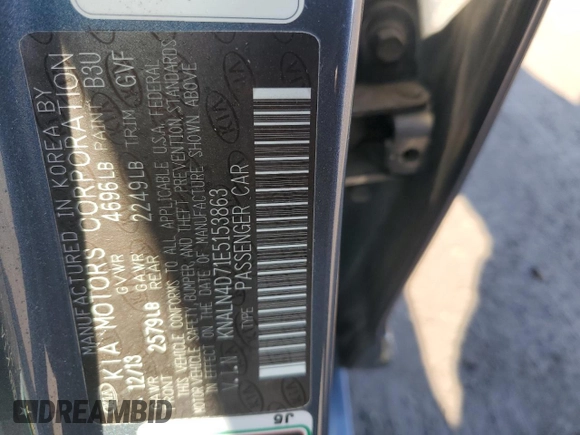 MANUFACTURED IN KOREA BY
KIA MOTORS CORPORATION
12/13 GVWR 4696LB PAINT B3U
GAWR FRONT 2579LB GAWR REAR 2249LB TRIM GVF
THIS VEHICLE CONFORMS TO ALL APPLICABLE U.S.A. FEDERAL
MOTOR VEHICLE SAFETY BUMPER AND THEFT PREVENTION STANDARDS
IN EFFECT ON THE DATE OF MANUFACTURE SHOWN ABOVE
V.I.N: KNALN4D71E5153863
TYPE: PASSENGER CAR
J6
DREAMBID